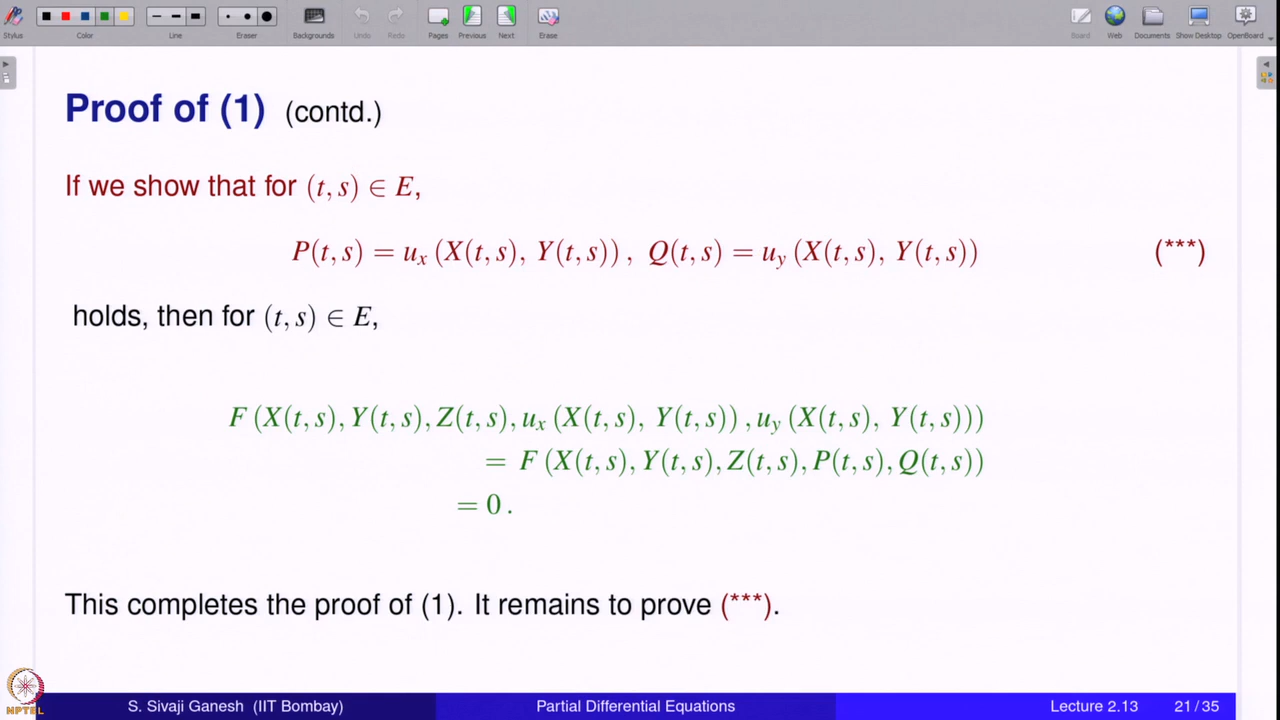 Stylus Color Line Eraser Backgrounds Undo Redo Pages Previous Next Erase Board Web Documents Show Desktop OpenBoard
Proof of (1) (contd.)
If we show that for (t, s) ∈ E,
P(t, s) = u_x (X(t, s), Y(t, s)) , Q(t, s) = u_y (X(t, s), Y(t, s)) (***)
holds, then for (t, s) ∈ E,
F (X(t, s), Y(t, s), Z(t, s), u_x (X(t, s), Y(t, s)) , u_y (X(t, s), Y(t, s)))
= F (X(t, s), Y(t, s), Z(t, s), P(t, s), Q(t, s))
= 0 .
This completes the proof of (1). It remains to prove (***).
NPTEL
S. Sivaji Ganesh (IIT Bombay) Partial Differential Equations Lecture 2.13 21 / 35